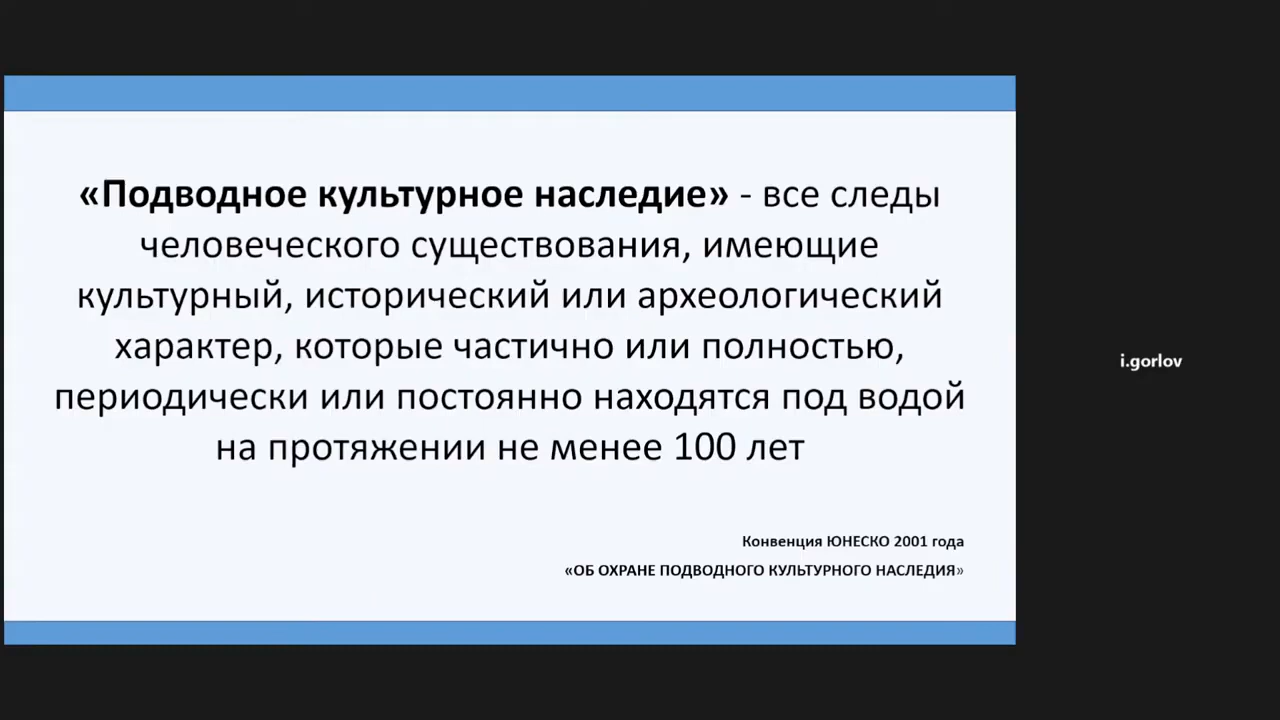 «Подводное культурное наследие» - все следы
человеческого существования, имеющие
культурный, исторический или археологический
характер, которые частично или полностью,
периодически или постоянно находятся под водой
на протяжении не менее 100 лет
Конвенция ЮНЕСКО 2001 года
«ОБ ОХРАНЕ ПОДВОДНОГО КУЛЬТУРНОГО НАСЛЕДИЯ»
i.gorlov